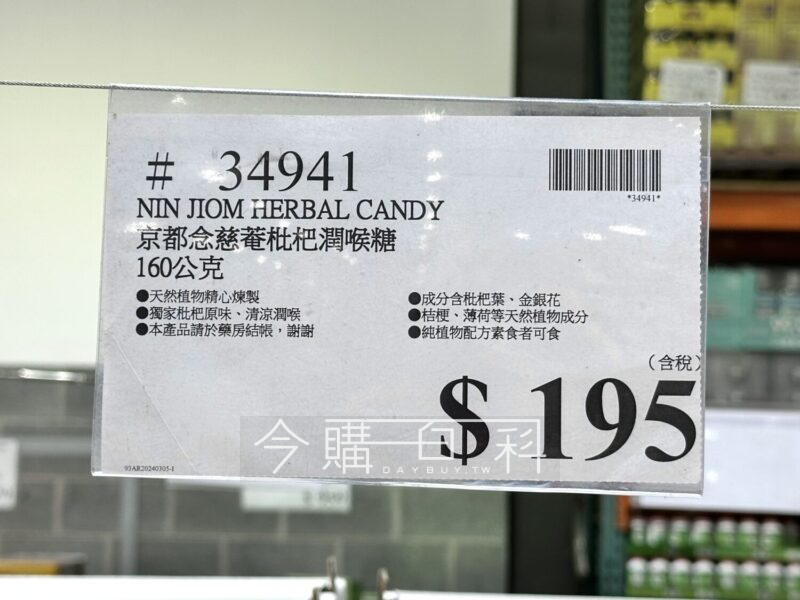 # 34941
*34941*
NIN JIOM HERBAL CANDY
京都念慈菴枇杷潤喉糖
160公克
●天然植物精心煉製
●獨家枇杷原味、清涼潤喉
●本產品請於藥房結帳，謝謝
●成分含枇杷葉、金銀花
●桔梗、薄荷等天然植物成分
●純植物配方素食者可食
（含稅）
$ 195
今購百科
DAYBUY.TW
93AR20240305-1